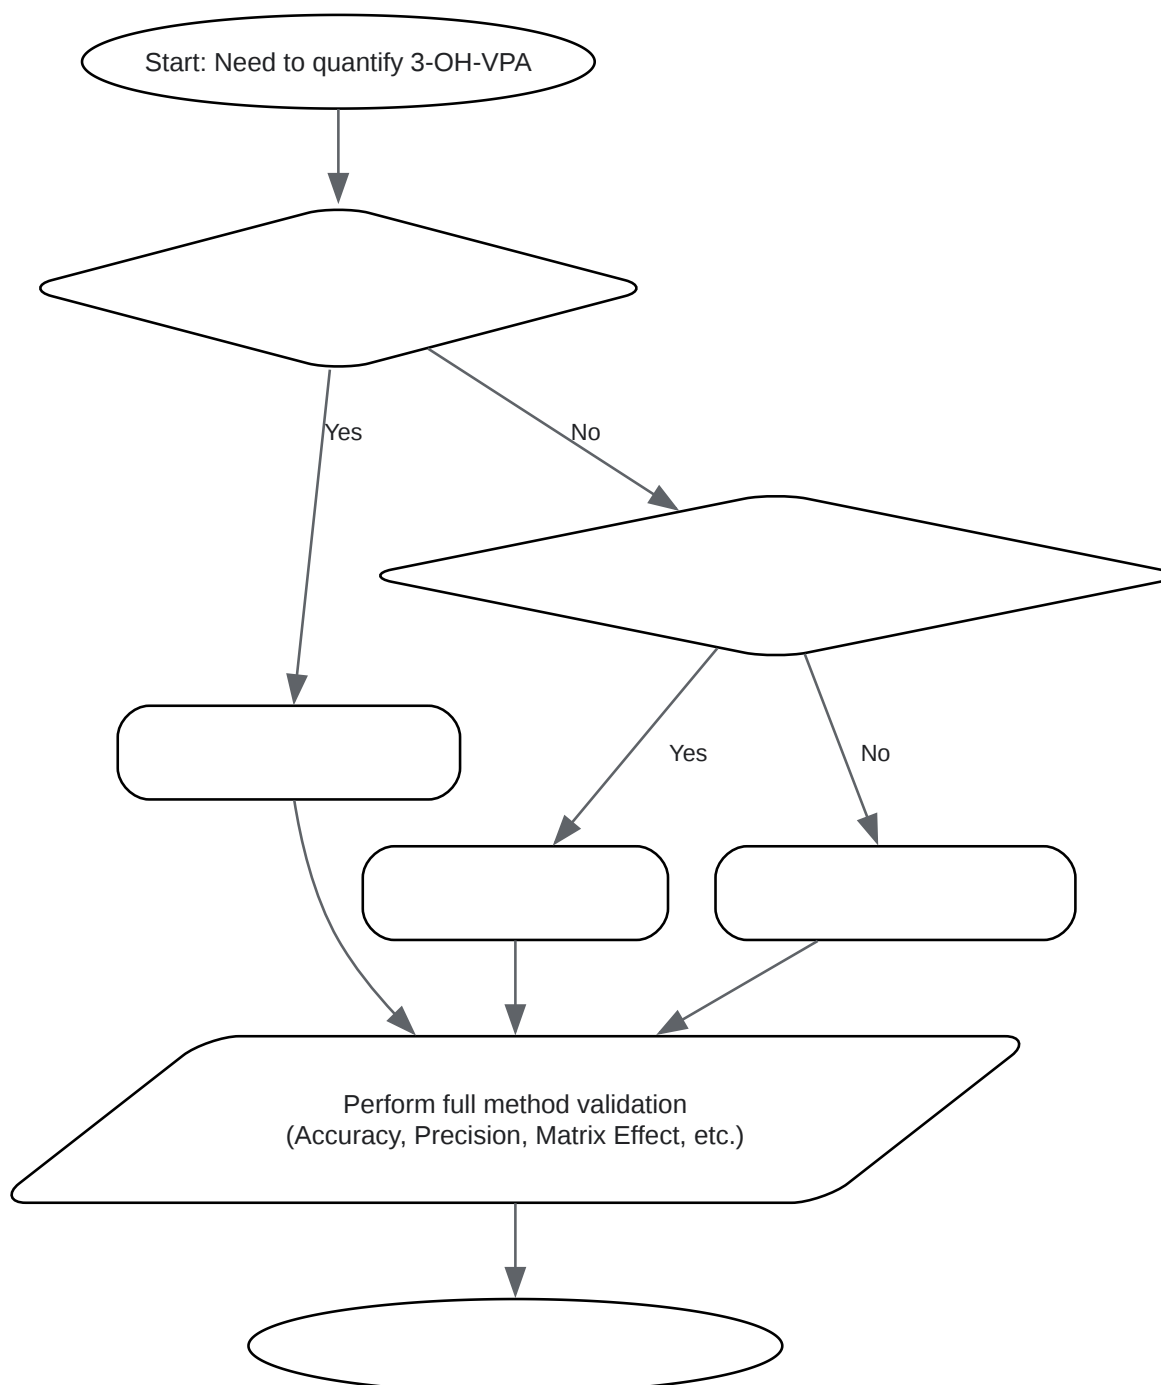 Start: Need to quantify 3-OH-VPA
Yes
No
Yes
No
Perform full method validation
(Accuracy, Precision, Matrix Effect, etc.)